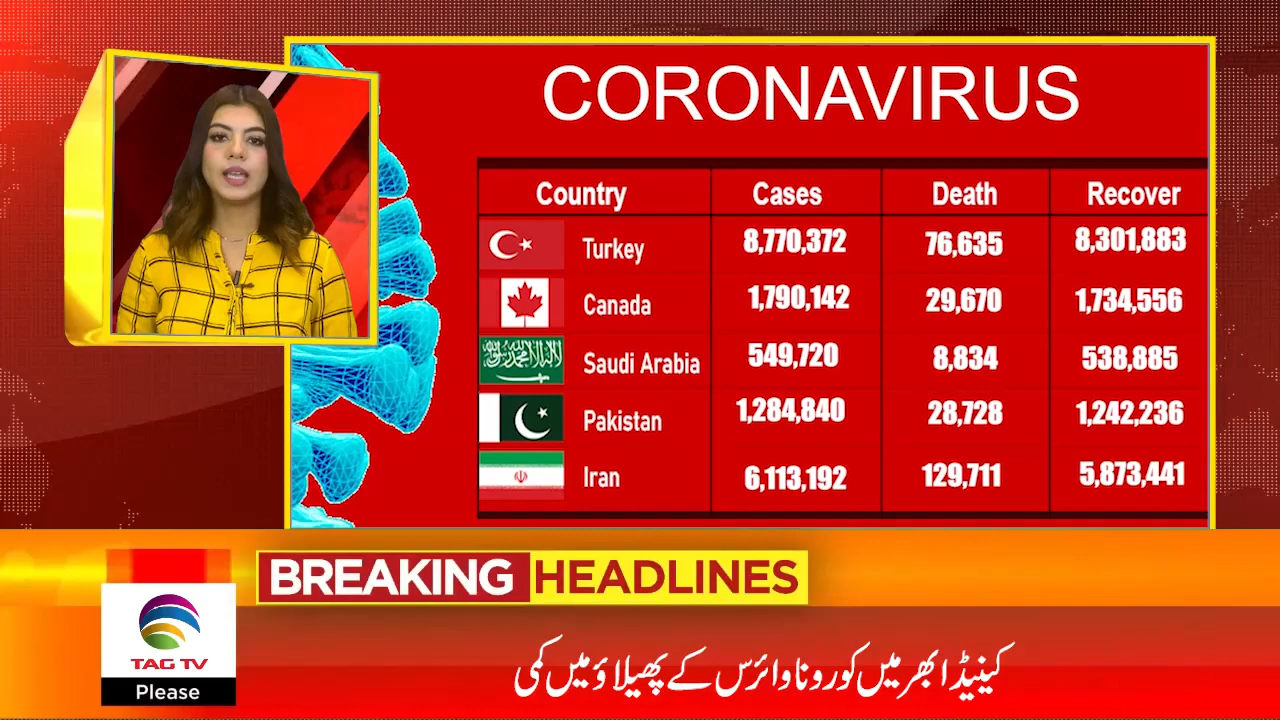 CORONAVIRUS
Country Cases Death Recover
Turkey 8,770,372 76,635 8,301,883
Canada 1,790,142 29,670 1,734,556
Saudi Arabia 549,720 8,834 538,885
Pakistan 1,284,840 28,728 1,242,236
Iran 6,113,192 129,711 5,873,441
BREAKING HEADLINES
TAG TV
Please
کینیڈا بھر میں کورونا وائرس کے پھیلاؤ میں کمی